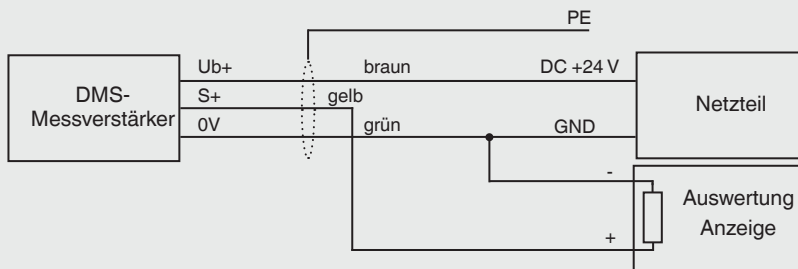 PE
Ub+ braun DC +24 V
DMS-
Messverstärker
S+ gelb
Netzteil
0V grün GND
-
Auswertung
Anzeige
+